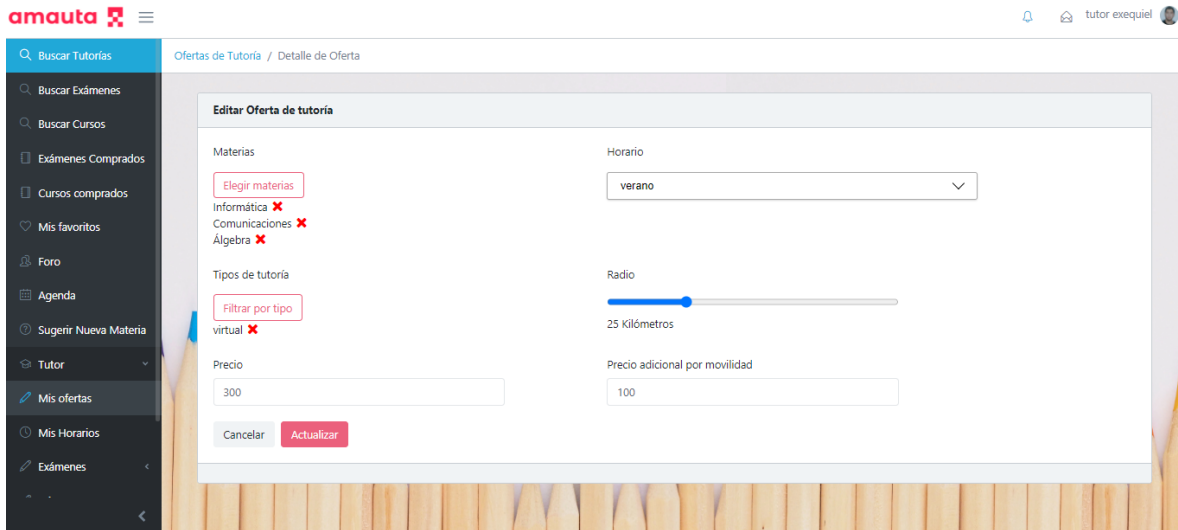 amauta
tutor exequiel
Buscar Tutorías
Buscar Exámenes
Buscar Cursos
Exámenes Comprados
Cursos comprados
Mis favoritos
Foro
Agenda
Sugerir Nueva Materia
Tutor
Mis ofertas
Mis Horarios
Exámenes
Ofertas de Tutoría / Detalle de Oferta
Editar Oferta de tutoría
Materias
Elegir materias
Informática
Comunicaciones
Álgebra
Horario
verano
Tipos de tutoría
Filtrar por tipo
virtual
Radio
25 Kilómetros
Precio
300
Precio adicional por movilidad
100
Cancelar
Actualizar